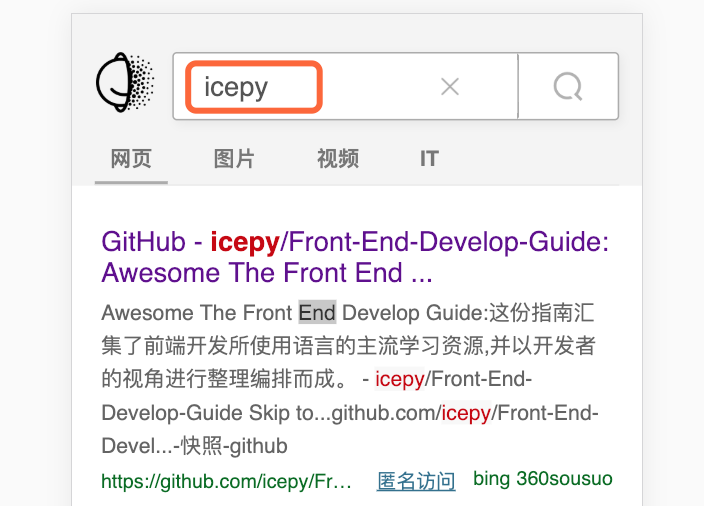 icepy
网页 图片 视频 IT
GitHub - icepy/Front-End-Develop-Guide:
Awesome The Front End ...
Awesome The Front End Develop Guide:这份指南汇
集了前端开发所使用语言的主流学习资源,并以开发者
的视角进行整理编排而成。 - icepy/Front-End-
Develop-Guide Skip to...github.com/icepy/Front-End-
Devel...-快照-github
https://github.com/icepy/Fr... 匿名访问 bing 360sousuo